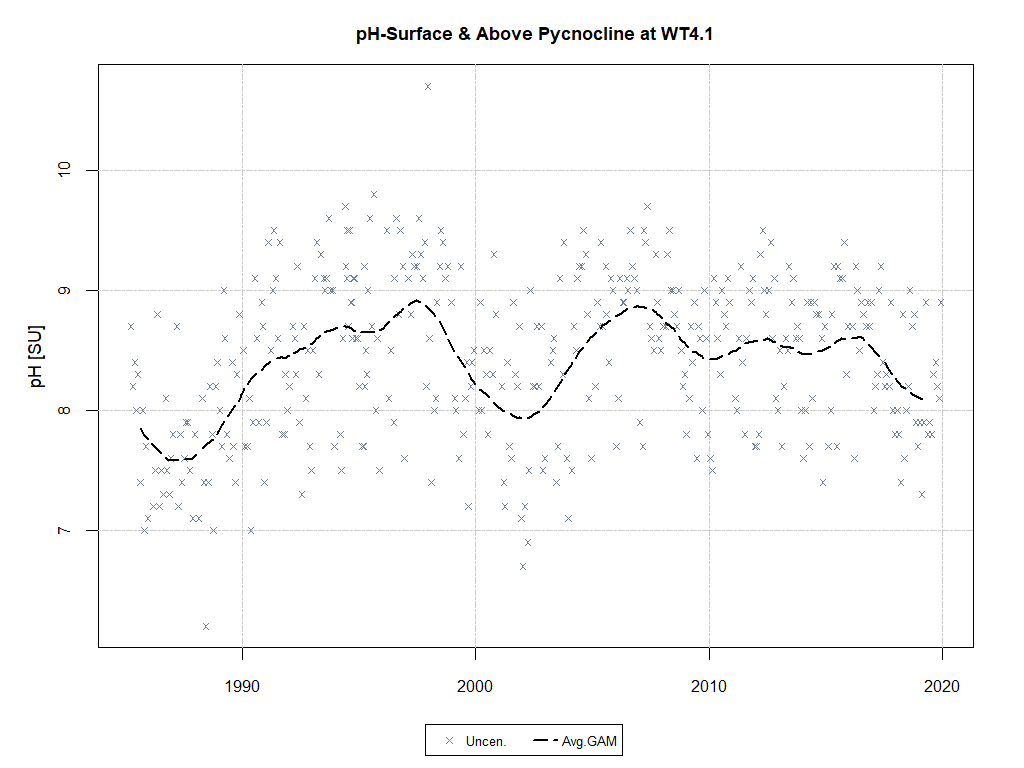 pH-Surface & Above Pycnocline at WT4.1
pH [SU]
10
9
8
7
1990 2000 2010 2020
Uncen. Avg.GAM